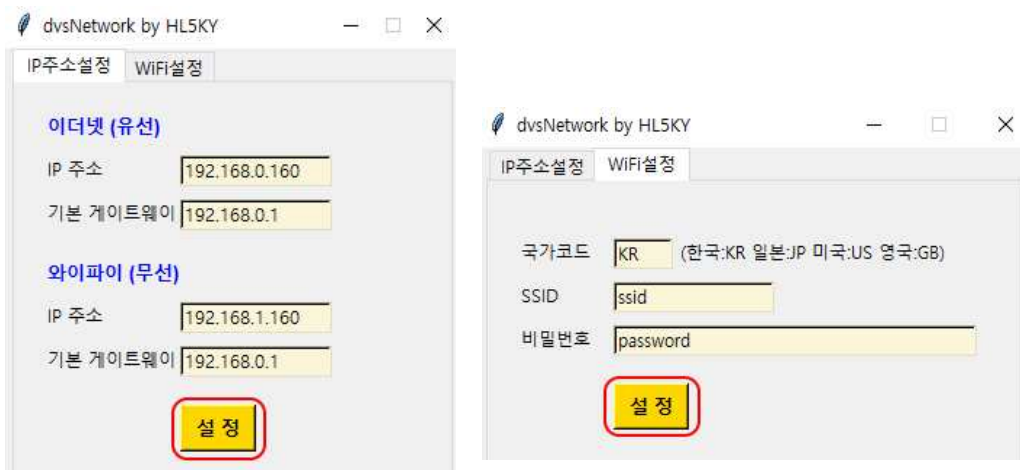 dvsNetwork by HL5KY
IP주소설정 WiFi설정
이더넷 (유선)
IP 주소 192.168.0.160
기본 게이트웨이 192.168.0.1
와이파이 (무선)
IP 주소 192.168.1.160
기본 게이트웨이 192.168.0.1
설 정
dvsNetwork by HL5KY
IP주소설정 WiFi설정
국가코드 KR (한국:KR 일본:JP 미국:US 영국:GB)
SSID ssid
비밀번호 password
설 정